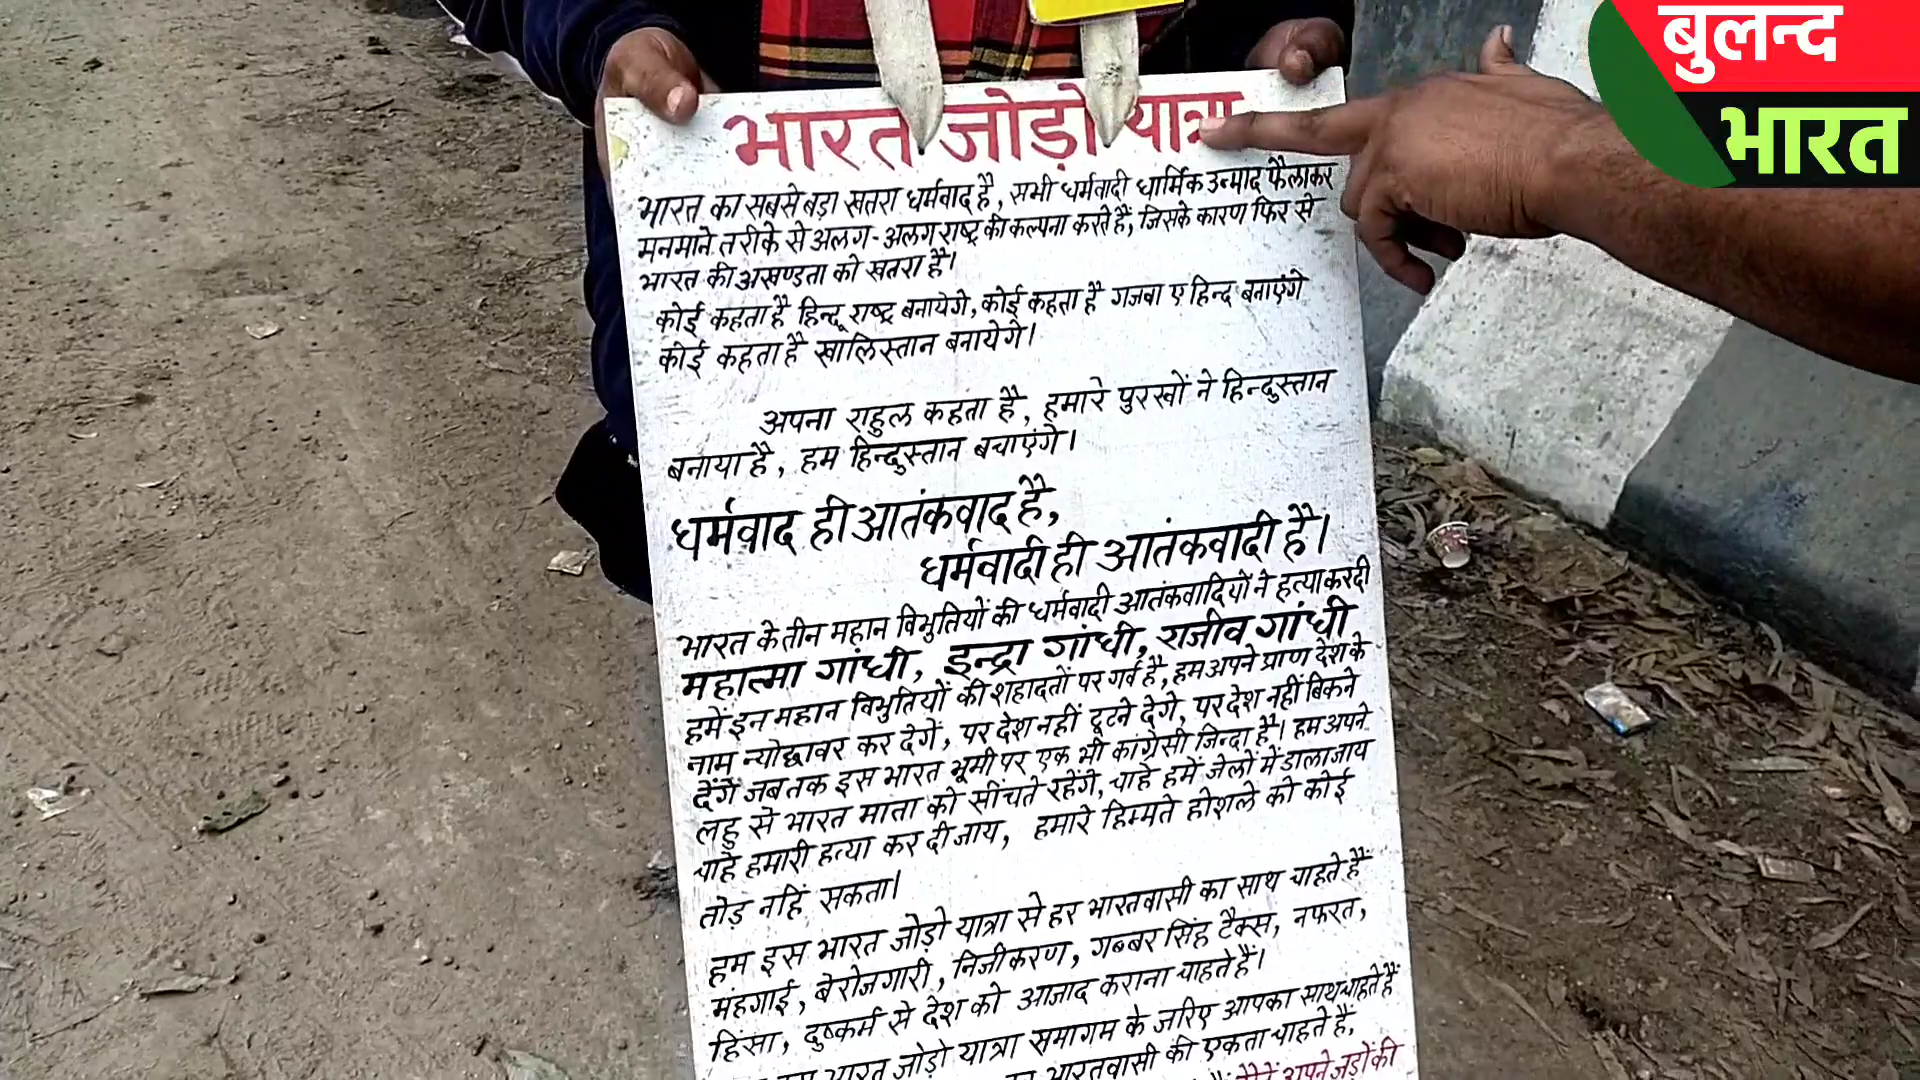 बुलन्द
भारत
भारत जोड़ो यात्रा
भारत का सबसे बड़ा खतरा धर्मवाद है, सभी धर्मवादी धार्मिक उन्माद फैलाकर
मनमाने तरीके से अलग-अलग राष्ट्र की कल्पना करते हैं, जिसके कारण फिर से
भारत की अखण्डता को खतरा है।
कोई कहता है हिन्दू राष्ट्र बनायेगे, कोई कहता है गजवा ए हिन्द बनाएंगे
कोई कहता है खालिस्तान बनायेगे।
अपना राहुल कहता है, हमारे पुरखों ने हिन्दुस्तान
बनाया है, हम हिन्दुस्तान बचाएंगे।
धर्मवाद ही आतंकवाद है,
धर्मवादी ही आतंकवादी है।
भारत के तीन महान विभुतियों की धर्मवादी आतंकवादियों ने हत्या कर दी
महात्मा गांधी, इन्द्रा गांधी, राजीव गांधी
हमें इन महान विभुतियों की शहादतों पर गर्व है, हम अपने प्राण देश के
नाम न्योछावर कर देगें, पर देश नहीं टूटने देगे, पर देश नहीं बिकने
देंगे जबतक इस भारत भूमी पर एक भी कांग्रेसी जिन्दा है। हम अपने
लहु से भारत माता को सींचते रहेंगे, चाहे हमें जेलों में डाला जाय
चाहे हमारी हत्या कर दी जाय, हमारे हिम्मते होशले को कोई
तोड़ नहिं सकता।
हम इस भारत जोड़ो यात्रा से हर भारतवासी का साथ चाहते हैं
मंहगाई, बेरोजगारी, निजीकरण, गब्बर सिंह टैक्स, नफरत,
हिंसा, दुष्कर्म से देश को आजाद कराना चाहते हैं।
भारत जोड़ो यात्रा समागम के जरिए आपका साथ चाहते हैं
भारतवासी की एकता चाहते हैं,
अपने जड़ों की